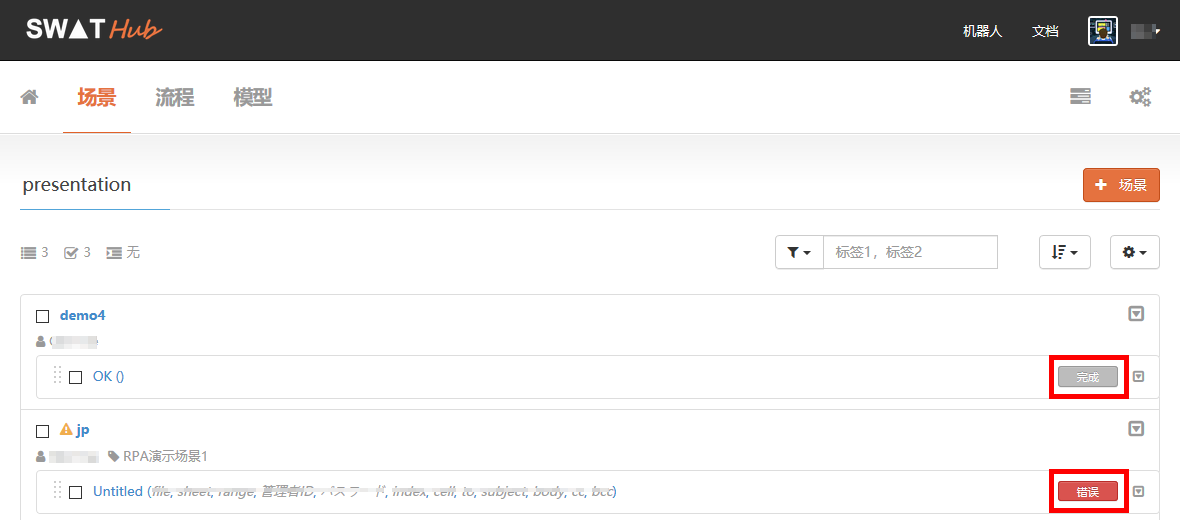 SWAT Hub 机器人 文档
场景 流程 模型
presentation + 场景
3 3 无 标签1，标签2
demo4
OK () 完成
jp
RPA演示场景1
Untitled (file, sheet, range, 管理者ID, パスワード, index, cell, to, subject, body, cc, bcc) 错误